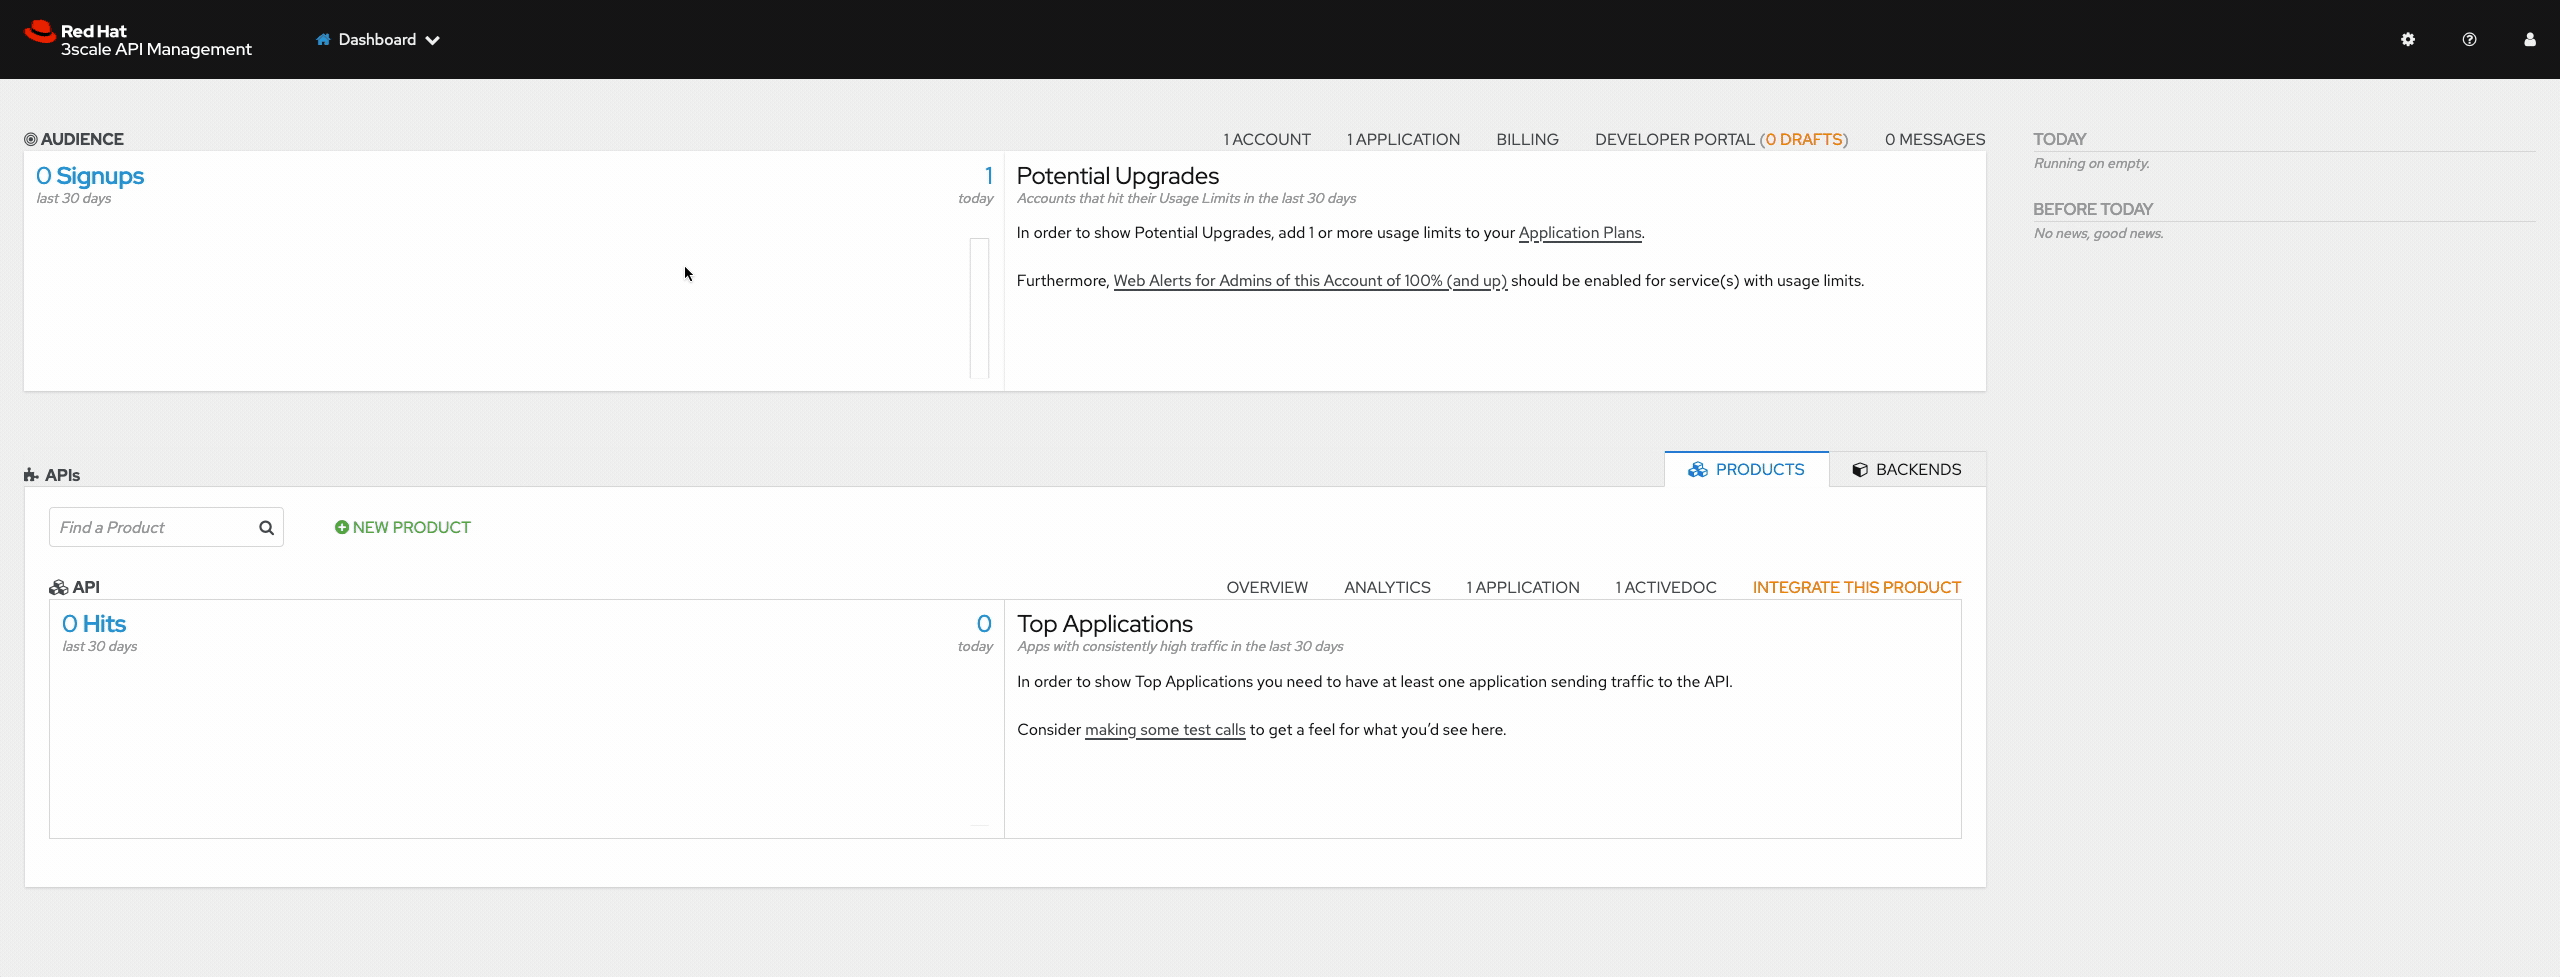 Red Hat
3scale API Management
Dashboard
AUDIENCE
1 ACCOUNT 1 APPLICATION BILLING DEVELOPER PORTAL (0 DRAFTS) 0 MESSAGES
0 Signups
last 30 days
1
today
Potential Upgrades
Accounts that hit their Usage Limits in the last 30 days
In order to show Potential Upgrades, add 1 or more usage limits to your Application Plans.
Furthermore, Web Alerts for Admins of this Account of 100% (and up) should be enabled for service(s) with usage limits.
TODAY
Running on empty.
BEFORE TODAY
No news, good news.
APIs
PRODUCTS BACKENDS
Find a Product
NEW PRODUCT
API
OVERVIEW ANALYTICS 1 APPLICATION 1 ACTIVEDOC INTEGRATE THIS PRODUCT
0 Hits
last 30 days
0
today
Top Applications
Apps with consistently high traffic in the last 30 days
In order to show Top Applications you need to have at least one application sending traffic to the API.
Consider making some test calls to get a feel for what you'd see here.